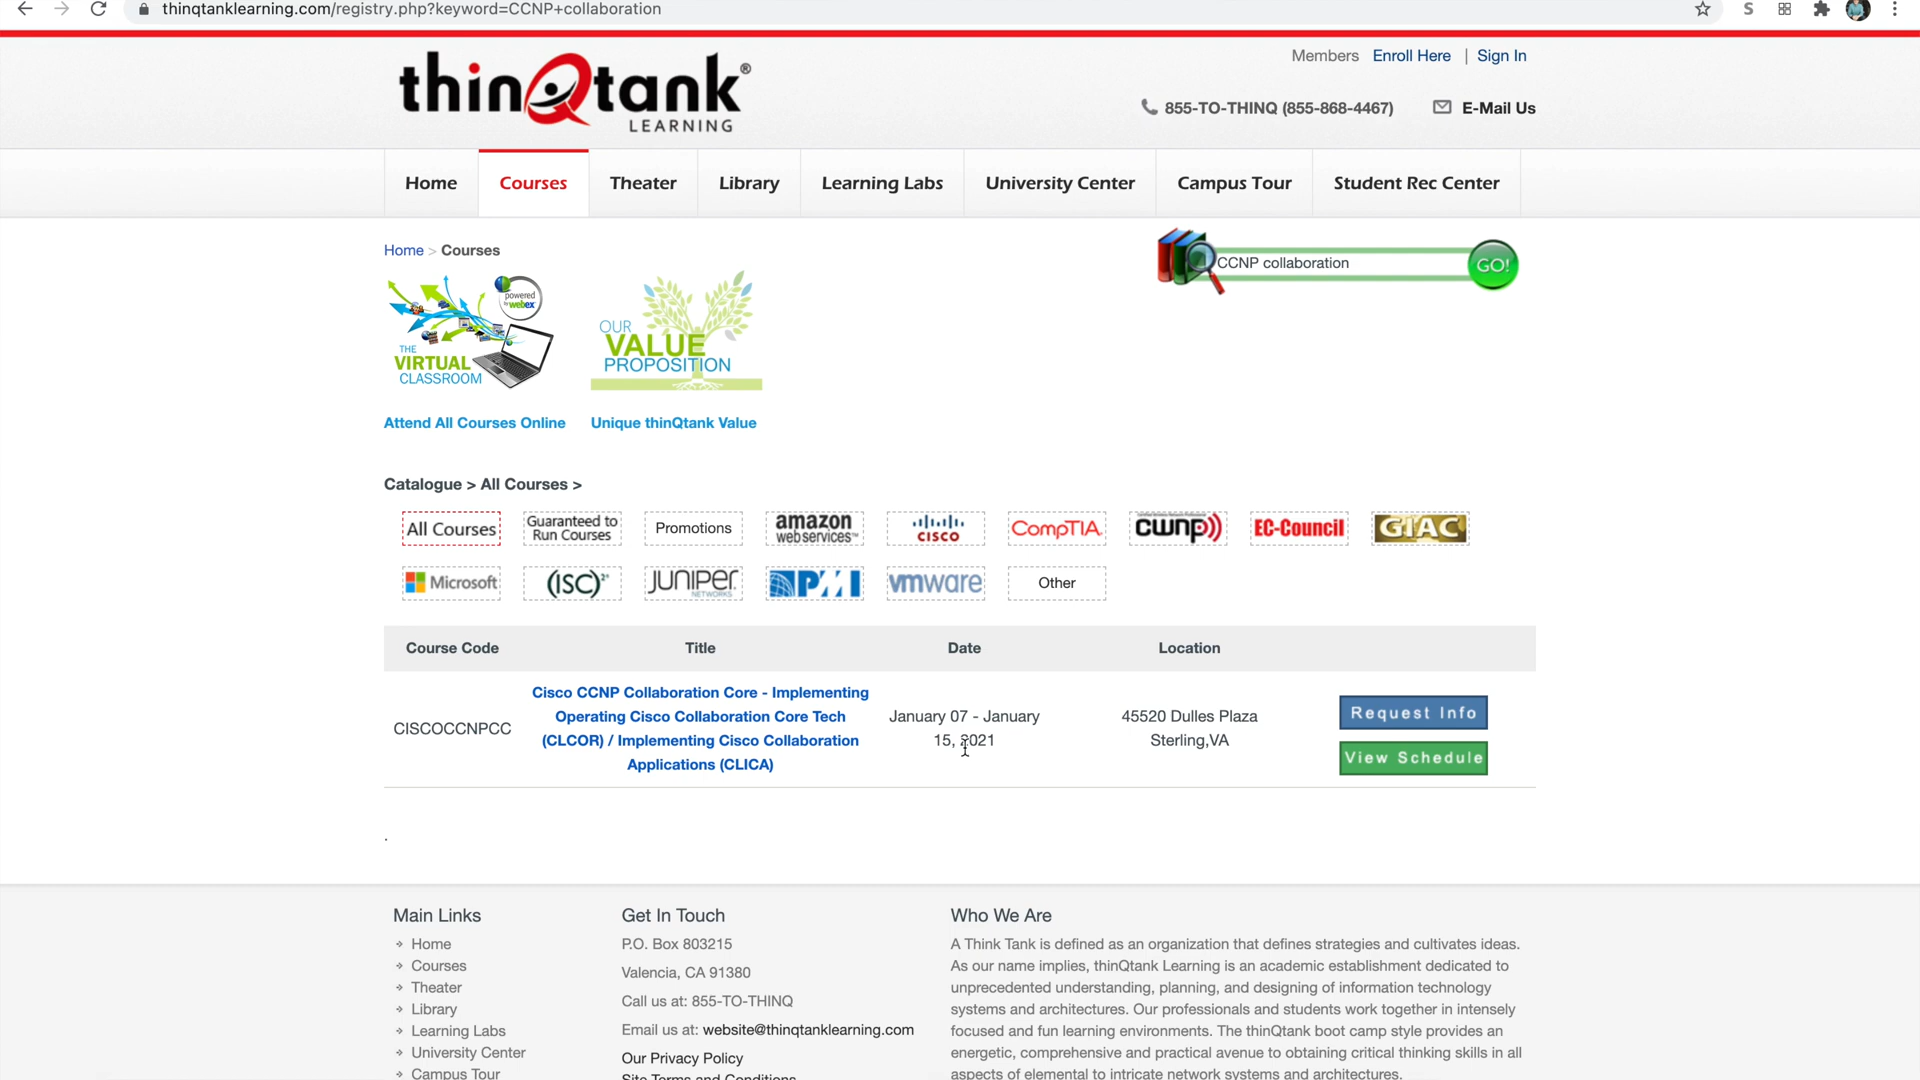 thinqtanklearning.com/registry.php?keyword=CCNP+collaboration
S
thinQtank®
LEARNING
Members Enroll Here | Sign In
855-TO-THINQ (855-868-4467) E-Mail Us
Home Courses Theater Library Learning Labs University Center Campus Tour Student Rec Center
Home > Courses
CCNP collaboration GO!
powered by webex
THE VIRTUAL CLASSROOM
OUR VALUE PROPOSITION
Attend All Courses Online Unique thinQtank Value
Catalogue > All Courses >
All Courses Guaranteed to Run Courses Promotions amazon webservices™ CISCO CompTIA. CWNP EC-Council GIAC
Microsoft (ISC)²® JUNIPER NETWORKS PMI vmware Other
Course Code Title Date Location
CISCOCCNPCC
Cisco CCNP Collaboration Core - Implementing
Operating Cisco Collaboration Core Tech
(CLCOR) / Implementing Cisco Collaboration
Applications (CLICA)
January 07 - January
15, 2021
45520 Dulles Plaza
Sterling,VA
Request Info
View Schedule
.
Main Links
Home
Courses
Theater
Library
Learning Labs
University Center
Campus Tour
Get In Touch
P.O. Box 803215
Valencia, CA 91380
Call us at: 855-TO-THINQ
Email us at: website@thinqtanklearning.com
Our Privacy Policy
Site Terms and Conditions
Who We Are
A Think Tank is defined as an organization that defines strategies and cultivates ideas.
As our name implies, thinQtank Learning is an academic establishment dedicated to
unprecedented understanding, planning, and designing of information technology
systems and architectures. Our professionals and students work together in intensely
focused and fun learning environments. The thinQtank boot camp style provides an
energetic, comprehensive and practical avenue to obtaining critical thinking skills in all
aspects of elemental to intricate network systems and architectures.